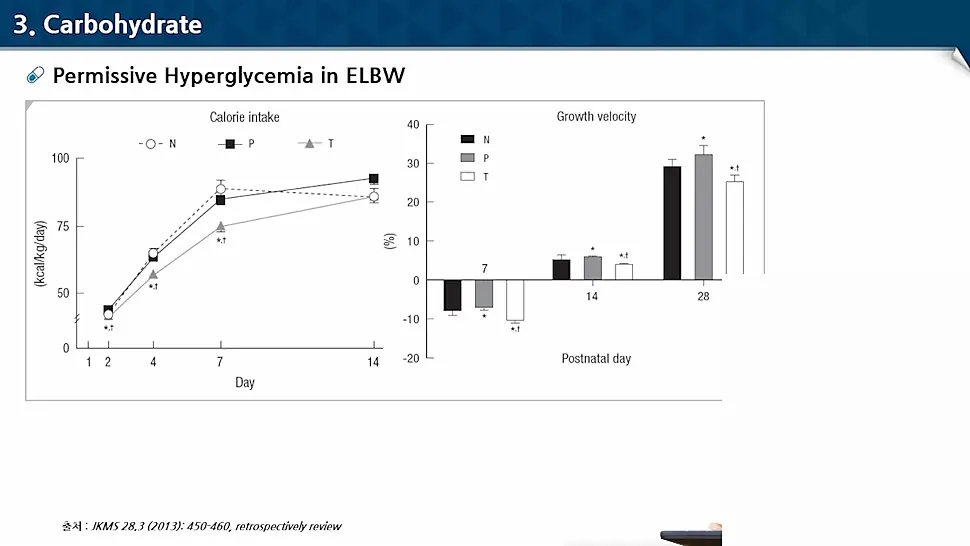 3. Carbohydrate
Permissive Hyperglycemia in ELBW
Calorie intake
N P T
100
75
50
0
(kcal/kg/day)
*,†
*,†
*,†
1 2 4 7 14
Day
Growth velocity
N
P
T
40
30
20
10
0
-10
-20
(%)
7
14
28
*
*,†
*
*,†
*
*,†
Postnatal day
출처 : JKMS 28.3 (2013): 450-460, retrospectively review